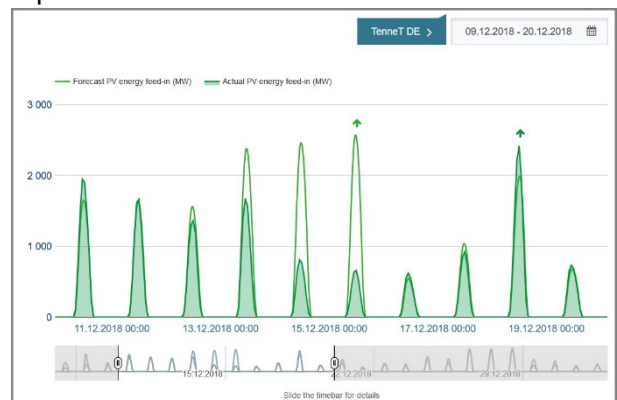 TenneT DE >
09.12.2018 - 20.12.2018
Forecast PV energy feed-in (MW)
Actual PV energy feed-in (MW)
3 000
2 000
1 000
0
11.12.2018 00:00
13.12.2018 00:00
15.12.2018 00:00
17.12.2018 00:00
19.12.2018 00:00
15.12.2018
22.12.2018
29.12.2018
Slide the timebar for details